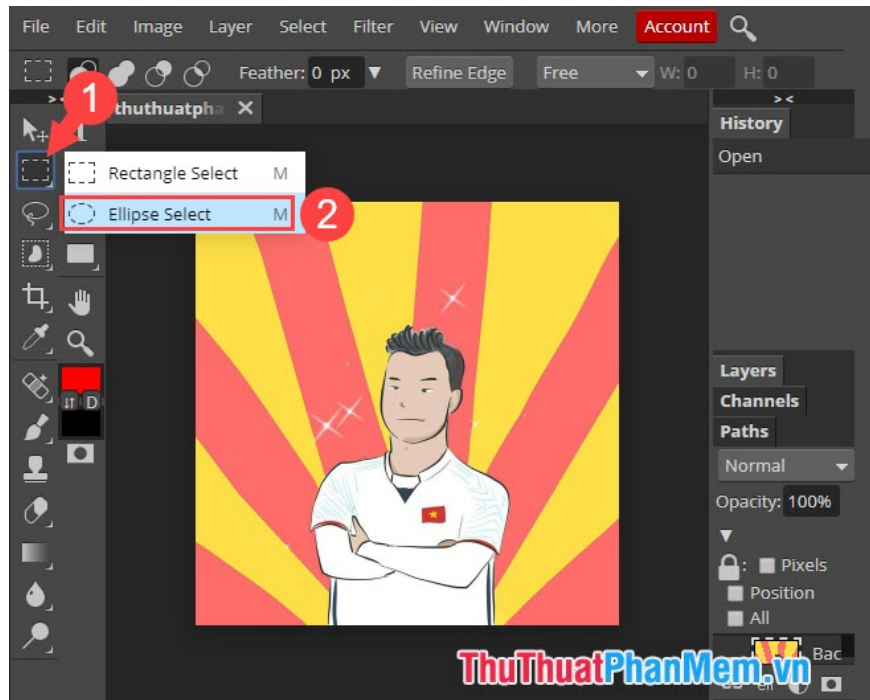 File Edit Image Layer Select Filter View Window More Account
Feather: 0 px ▼ Refine Edge Free W: 0 H: 0
> <
1
thuthuatpha X
T
History
Open
Rectangle Select M
Ellipse Select M
2
D
Layers
Channels
Paths
Normal
Opacity: 100%
Pixels
Position
All
Bac
eff
ThuThuatPhanMem.vn